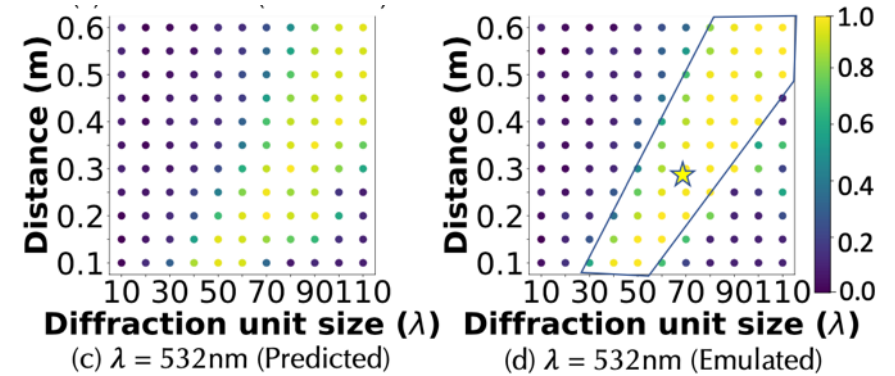 Distance (m)
0.6
0.5
0.4
0.3
0.2
0.1
10 30 50 70 90110
Diffraction unit size (λ)
(c) λ = 532nm (Predicted)
Distance (m)
0.6
0.5
0.4
0.3
0.2
0.1
10 30 50 70 90110
Diffraction unit size (λ)
(d) λ = 532nm (Emulated)
1.0
0.8
0.6
0.4
0.2
0.0